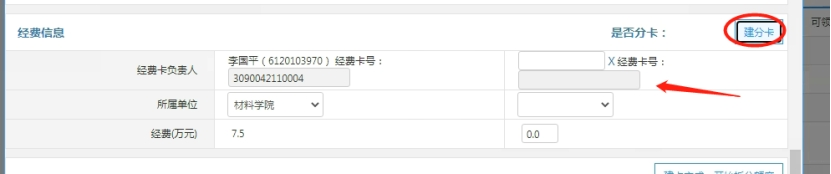 经费信息 是否分卡： 建分卡
可领
经费卡负责人 李国平（6120103970）经费卡号： 3090042110004 X 经费卡号：
所属单位 材料学院
经费(万元) 7.5 0.0